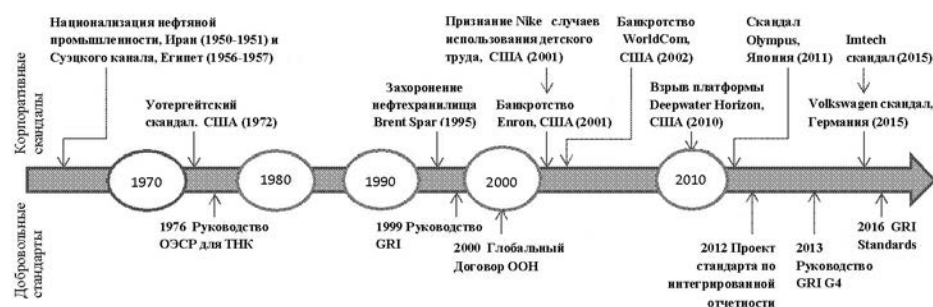 Корпоративные
скандалы
Национализация нефтяной
промышленности, Иран (1950-1951) и
Суэцкого канала, Египет (1956-1957)
Уотергейтский
скандал. США (1972)
Захоронение
нефтехранилища
Brent Spar (1995)
Признание Nike случаев
использования детского
труда, США (2001)
Банкротство
Enron, США (2001)
Банкротство
WorldCom,
США (2002)
Взрыв платформы
Deepwater Horizon,
США (2010)
Скандал
Olympus,
Япония (2011)
Imtech
скандал (2015)
Volkswagen скандал,
Германия (2015)
1970
1980
1990
2000
2010
Добровольные
стандарты
1976 Руководство
ОЭСР для ТНК
1999 Руководство
GRI
2000 Глобальный
Договор ООН
2012 Проект
стандарта по
интегрированной
отчетности
2013
Руководство
GRI G4
2016 GRI
Standards